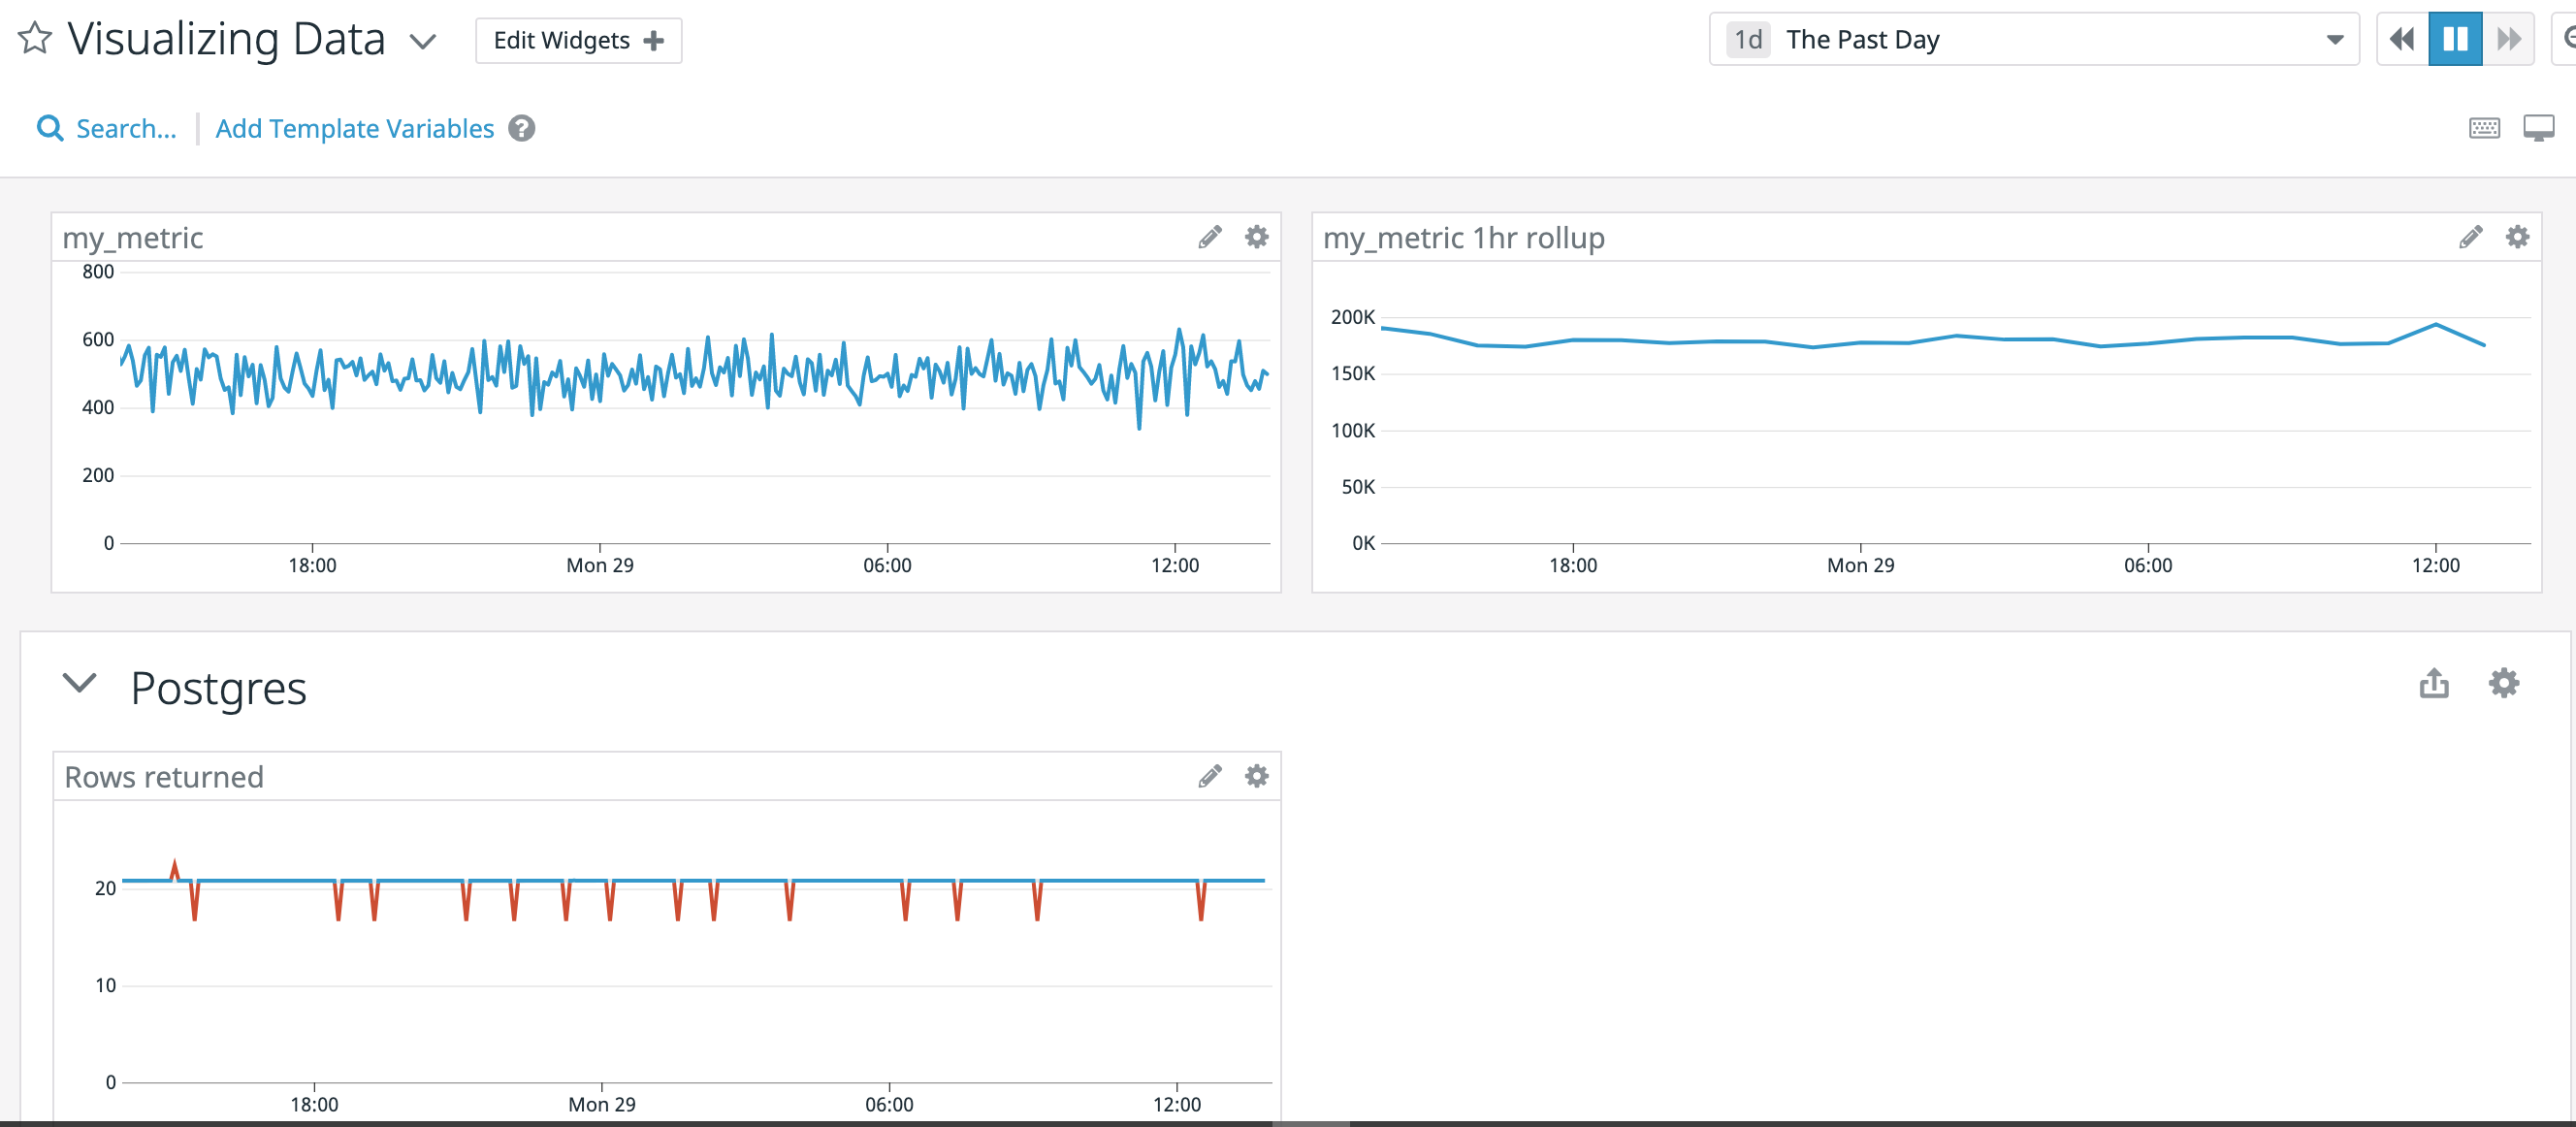 Visualizing Data
Edit Widgets
1d The Past Day
Search...
Add Template Variables
?
my_metric
800
600
400
200
0
18:00 Mon 29 06:00 12:00
my_metric 1hr rollup
200K
150K
100K
50K
0K
18:00 Mon 29 06:00 12:00
Postgres
Rows returned
20
10
0
18:00 Mon 29 06:00 12:00